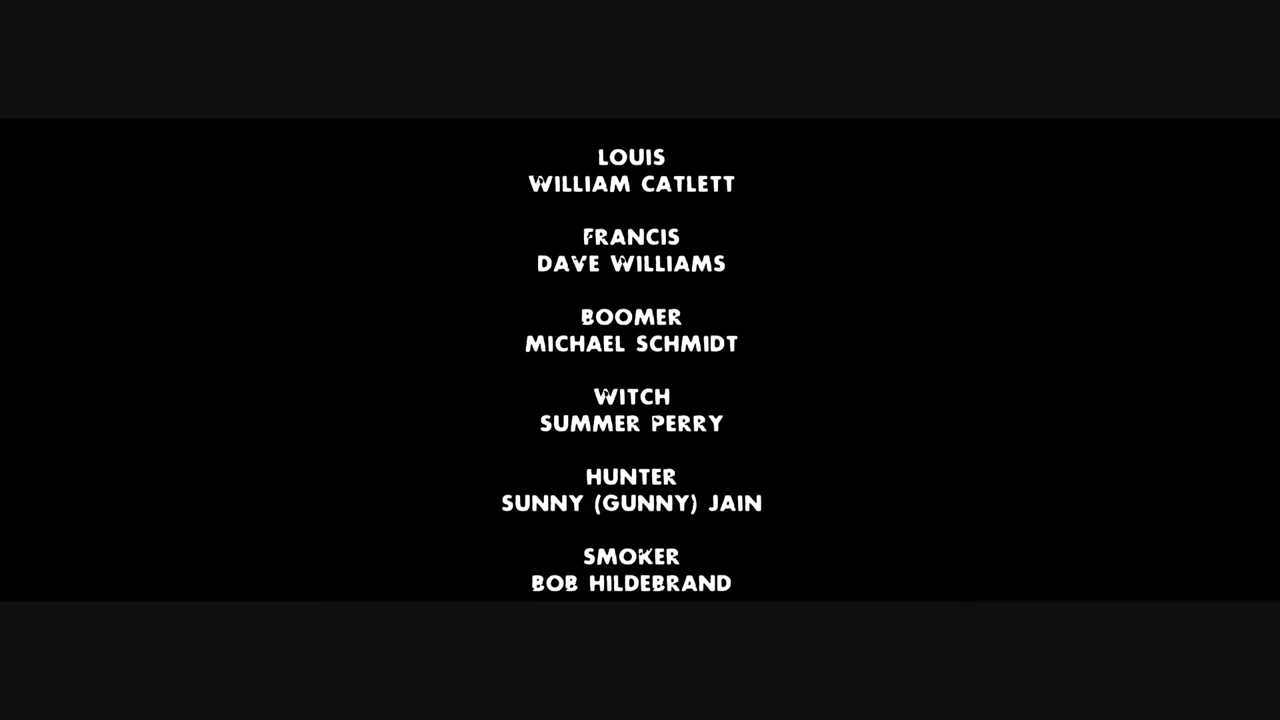 LOUIS
WILLIAM CATLETT
FRANCIS
DAVE WILLIAMS
BOOMER
MICHAEL SCHMIDT
WITCH
SUMMER PERRY
HUNTER
SUNNY (GUNNY) JAIN
SMOKER
BOB HILDEBRAND